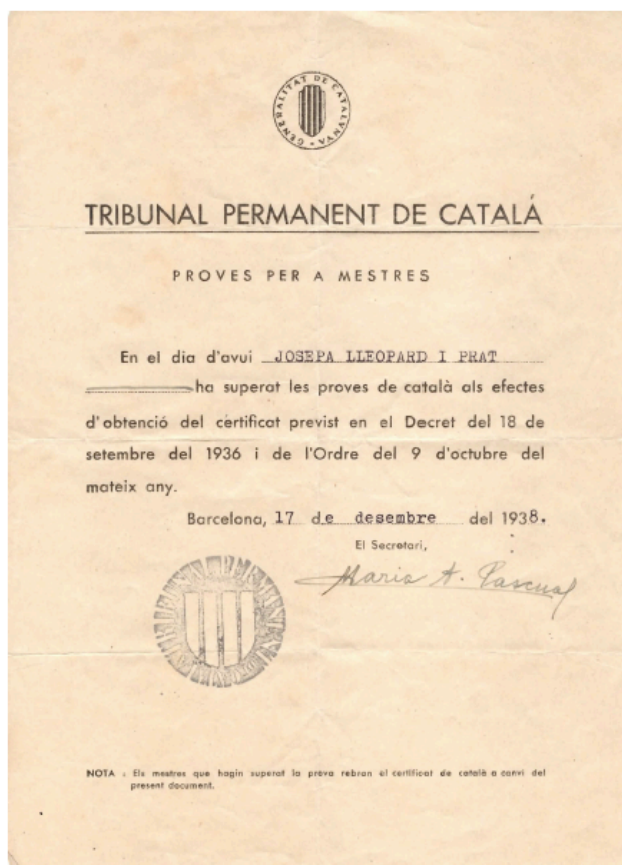 GENERALITAT DE CATALUNYA
TRIBUNAL PERMANENT DE CATALÁ
PROVES PER A MESTRES
En el dia d'avui JOSEPA LLEOPARD I PRAT
ha superat les proves de català als efectes
d'obtenció del certificat previst en el Decret del 18 de
setembre del 1936 i de l'Ordre del 9 d'octubre del
mateix any.
Barcelona, 17 de desembre del 1938.
El Secretari,
Maria A. Pascual
NOTA : Els mestres que hagin superat la prova rebran el certificat de català a canvi del
present document.